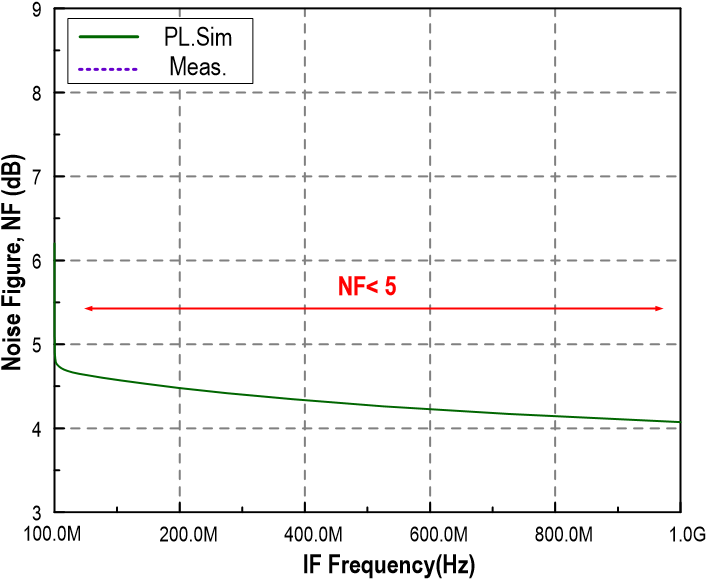 PL.Sim
Meas.
9
8
7
6
5
4
3
Noise Figure, NF (dB)
NF< 5
100.0M 200.0M 400.0M 600.0M 800.0M 1.0G
IF Frequency(Hz)